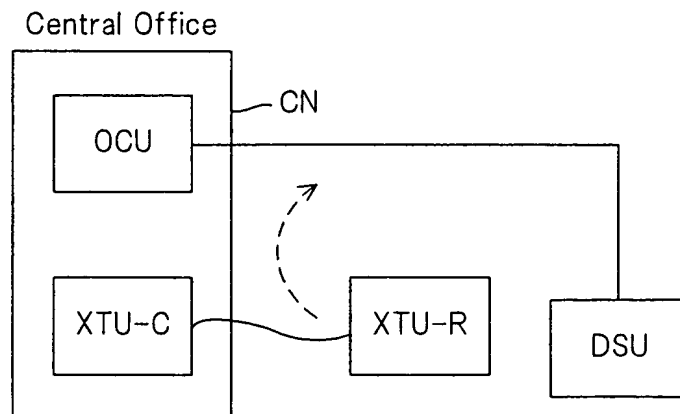 Central Office
CN
OCU
XTU-C
XTU-R
DSU